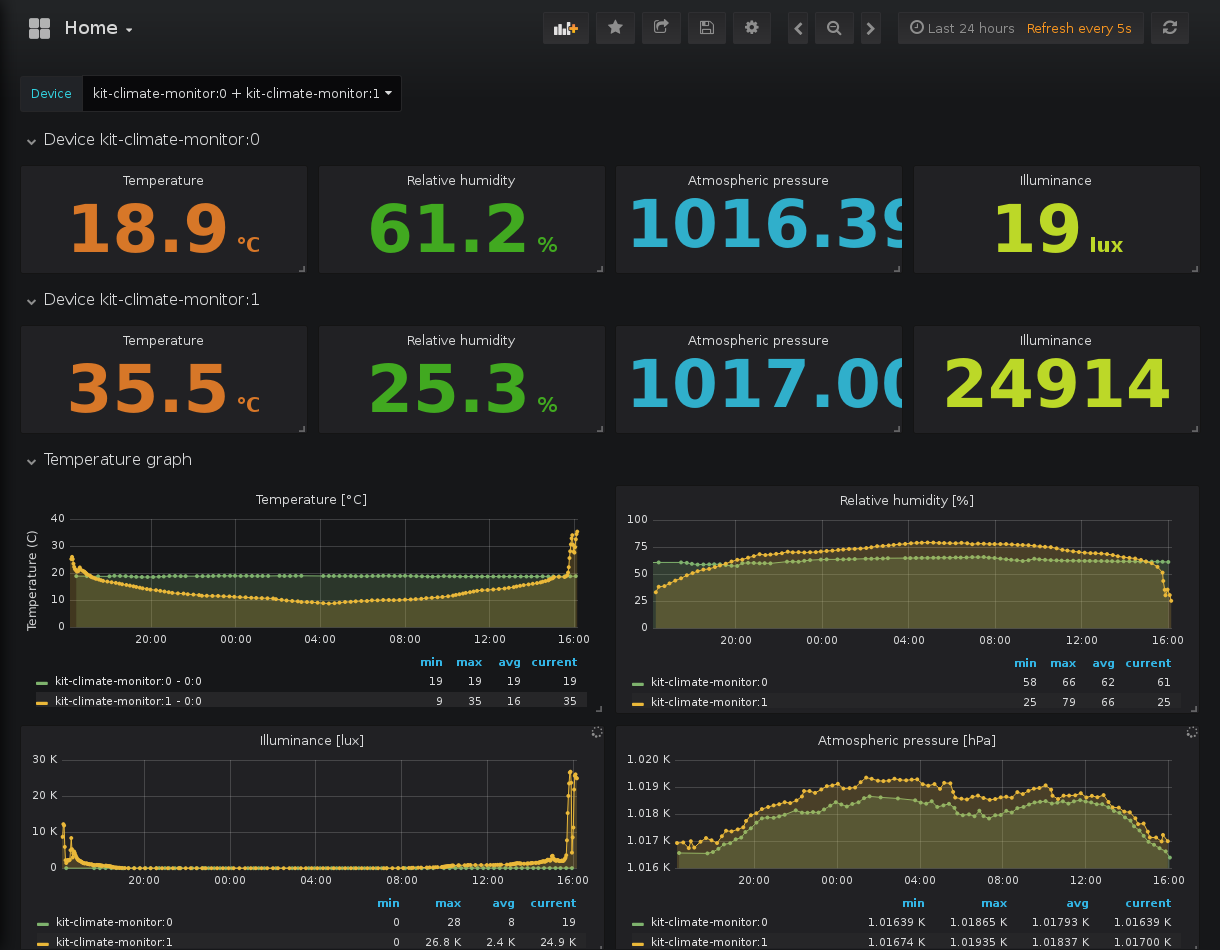 Home
Last 24 hours Refresh every 5s
Device kit-climate-monitor:0 + kit-climate-monitor:1
Device kit-climate-monitor:0
Temperature Relative humidity Atmospheric pressure Illuminance
18.9 °C 61.2 % 1016.39 19 lux
Device kit-climate-monitor:1
Temperature Relative humidity Atmospheric pressure Illuminance
35.5 °C 25.3 % 1017.00 24914
Temperature graph
Temperature [°C]
Temperature (C)
40
30
20
10
0
20:00 00:00 04:00 08:00 12:00 16:00
min max avg current
kit-climate-monitor:0 - 0:0 19 19 19 19
kit-climate-monitor:1 - 0:0 9 35 16 35
Relative humidity [%]
100
75
50
25
0
20:00 00:00 04:00 08:00 12:00 16:00
min max avg current
kit-climate-monitor:0 58 66 62 61
kit-climate-monitor:1 25 79 66 25
Illuminance [lux]
30 K
20 K
10 K
0
20:00 00:00 04:00 08:00 12:00 16:00
min max avg current
kit-climate-monitor:0 0 28 8 19
kit-climate-monitor:1 0 26.8 K 2.4 K 24.9 K
Atmospheric pressure [hPa]
1.020 K
1.019 K
1.018 K
1.017 K
1.016 K
20:00 00:00 04:00 08:00 12:00 16:00
min max avg current
kit-climate-monitor:0 1.01639 K 1.01865 K 1.01793 K 1.01639 K
kit-climate-monitor:1 1.01674 K 1.01935 K 1.01837 K 1.01700 K